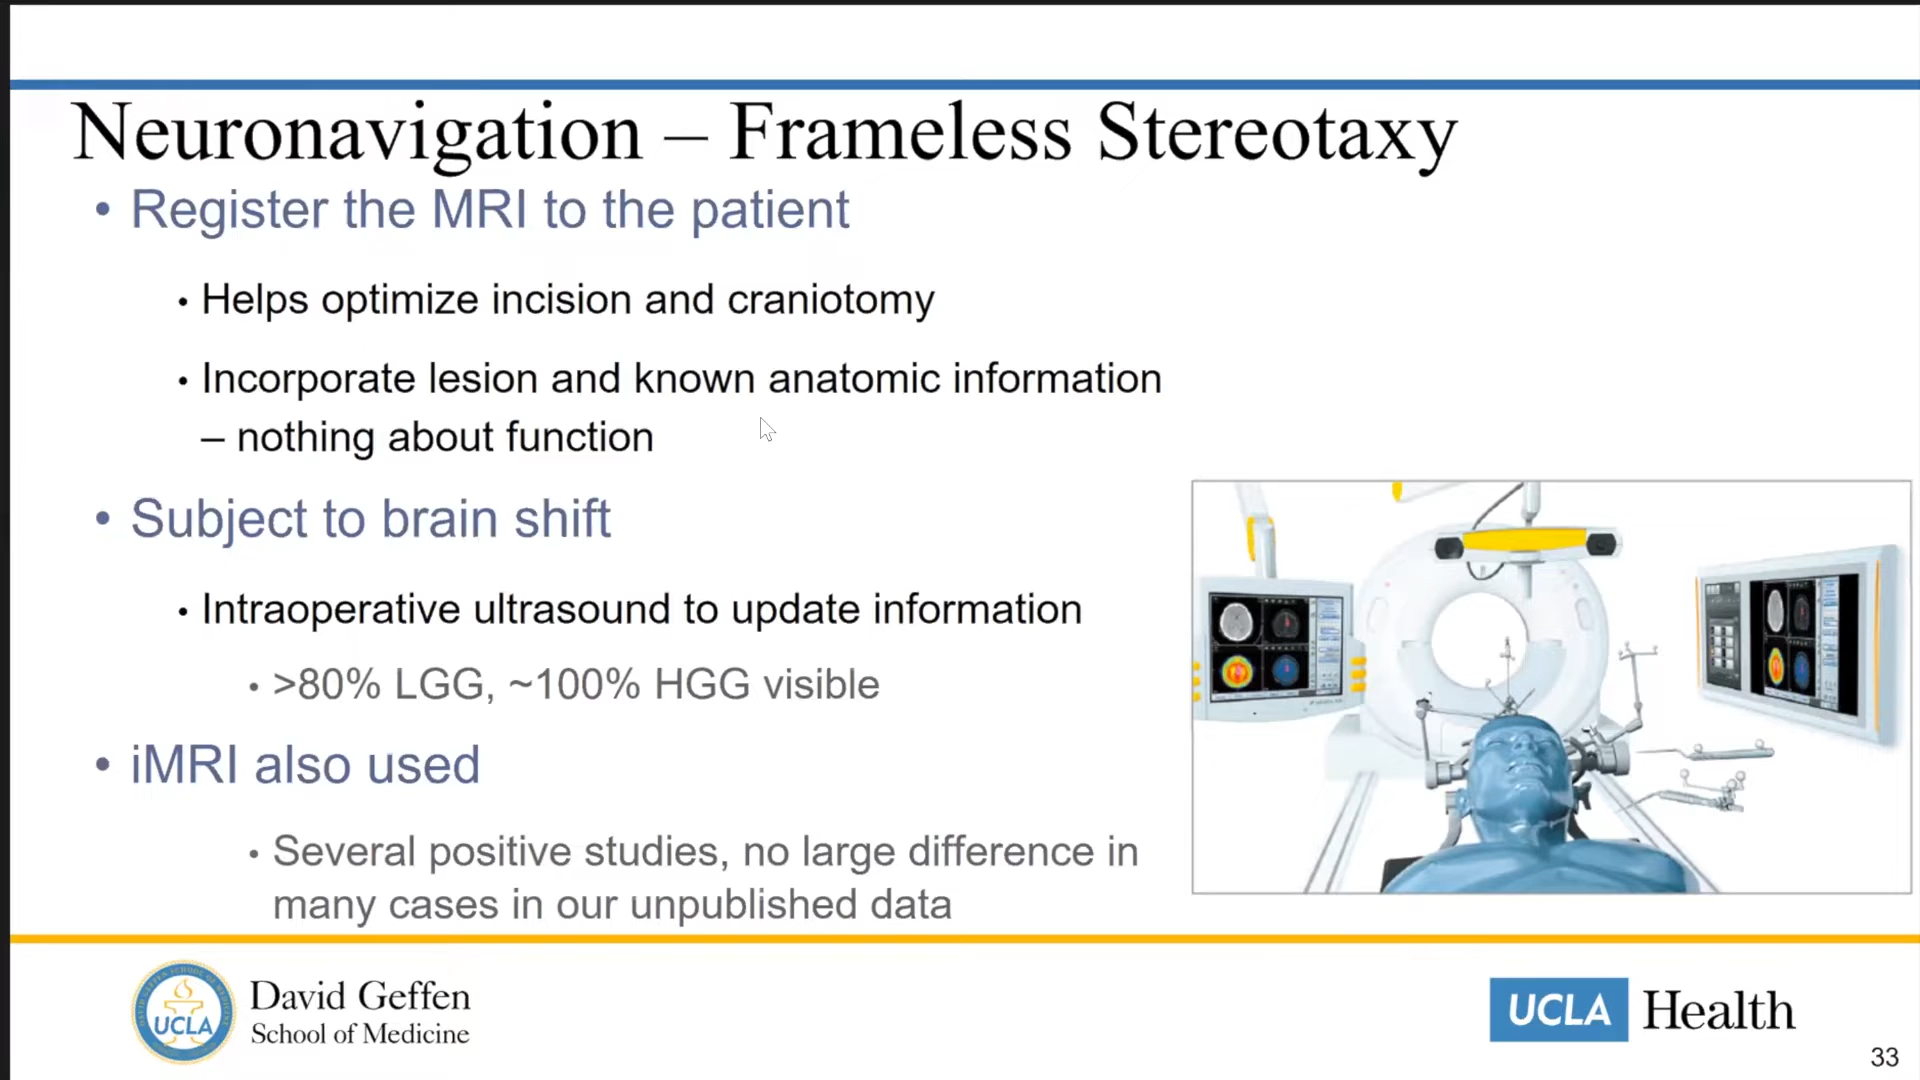 Neuronavigation – Frameless Stereotaxy
• Register the MRI to the patient
• Helps optimize incision and craniotomy
• Incorporate lesion and known anatomic information
– nothing about function
• Subject to brain shift
• Intraoperative ultrasound to update information
• >80% LGG, ~100% HGG visible
• iMRI also used
• Several positive studies, no large difference in
many cases in our unpublished data
UCLA
David Geffen
School of Medicine
UCLA Health
33